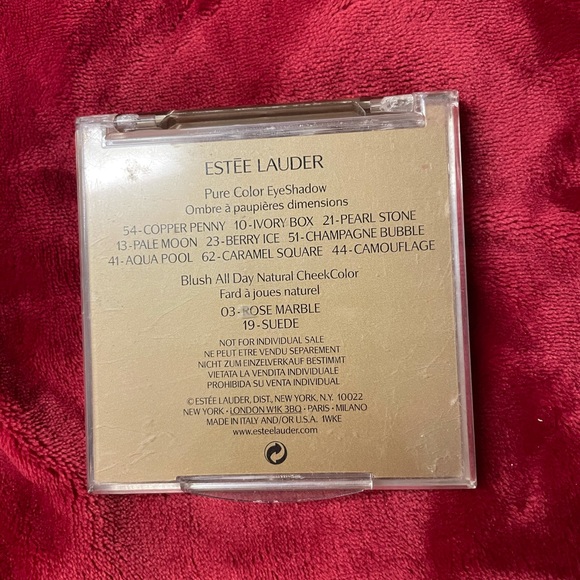 ESTĒE LAUDER
Pure Color EyeShadow
Ombre à paupières dimensions
54-COPPER PENNY 10-IVORY BOX 21-PEARL STONE
13-PALE MOON 23-BERRY ICE 51-CHAMPAGNE BUBBLE
41-AQUA POOL 62-CARAMEL SQUARE 44-CAMOUFLAGE
Blush All Day Natural CheekColor
Fard à joues naturel
03-ROSE MARBLE
19-SUEDE
NOT FOR INDIVIDUAL SALE
NE PEUT ETRE VENDU SEPAREMENT
NICHT ZUM EINZELVERKAUF BESTIMMT
VIETATA LA VENDITA INDIVIDUALE
PROHIBIDA SU VENTA INDIVIDUAL
© ESTĒE LAUDER, DIST., NEW YORK, N.Y. 10022
NEW YORK · LONDON W1K 3BQ · PARIS · MILANO
MADE IN ITALY AND/OR U.S.A. 1WKE
www.esteelauder.com